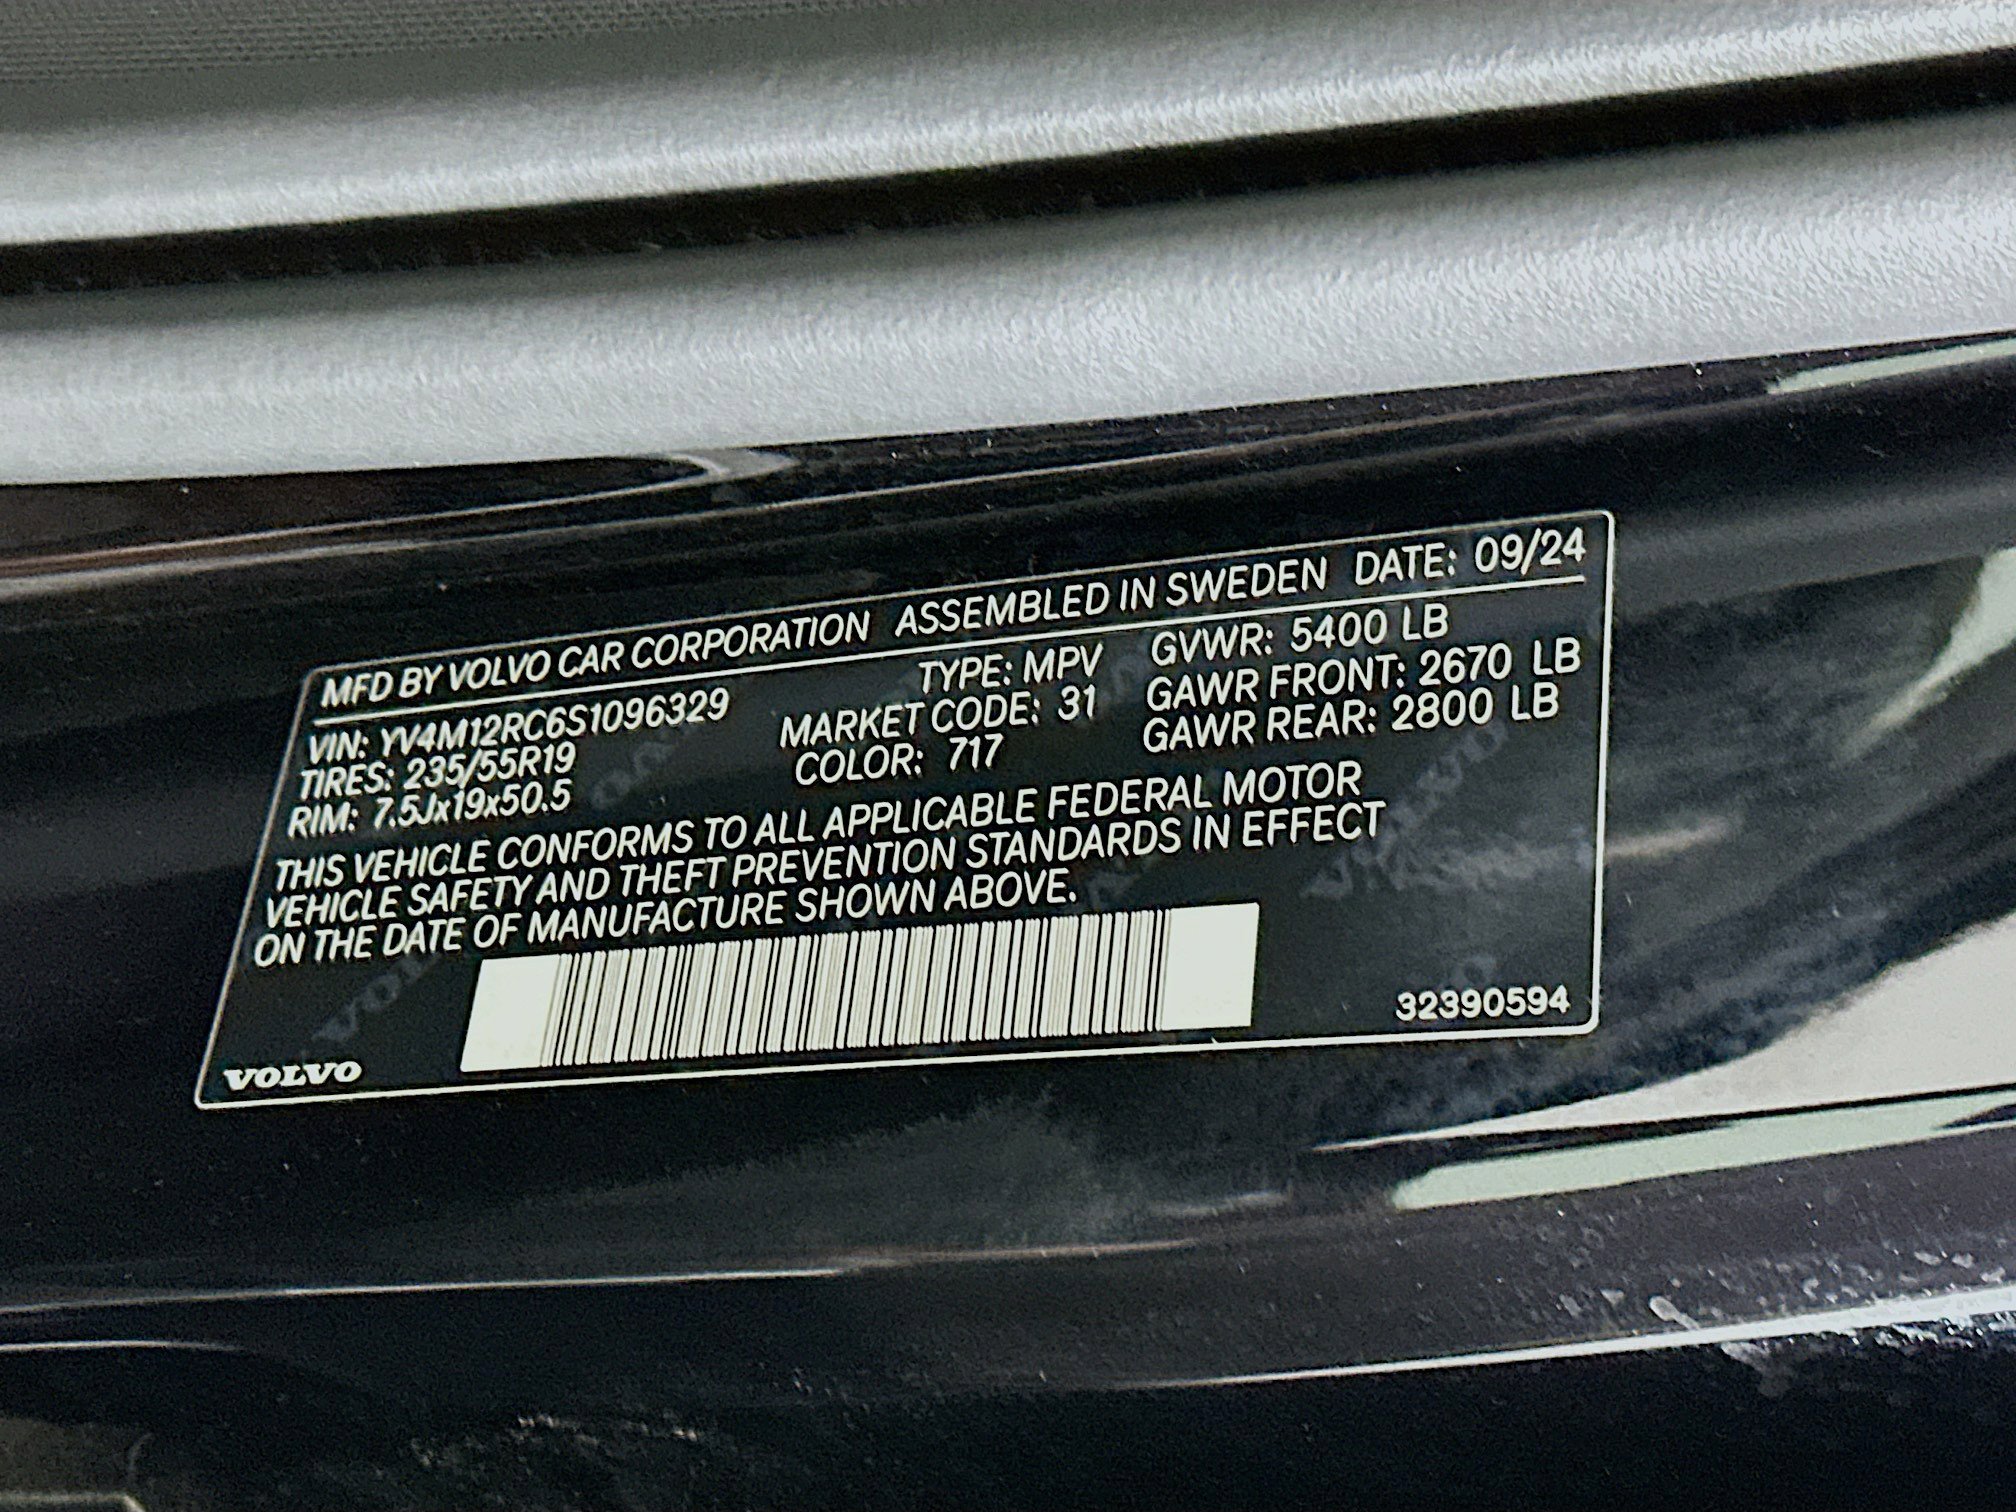 MFD BY VOLVO CAR CORPORATION ASSEMBLED IN SWEDEN DATE: 09/24
VIN: YV4M12RC6S1096329 TYPE: MPV GVWR: 5400 LB
TIRES: 235/55R19 MARKET CODE: 31 GAWR FRONT: 2670 LB
RIM: 7.5Jx19x50.5 COLOR: 717 GAWR REAR: 2800 LB
THIS VEHICLE CONFORMS TO ALL APPLICABLE FEDERAL MOTOR
VEHICLE SAFETY AND THEFT PREVENTION STANDARDS IN EFFECT
ON THE DATE OF MANUFACTURE SHOWN ABOVE.
VOLVO 32390594